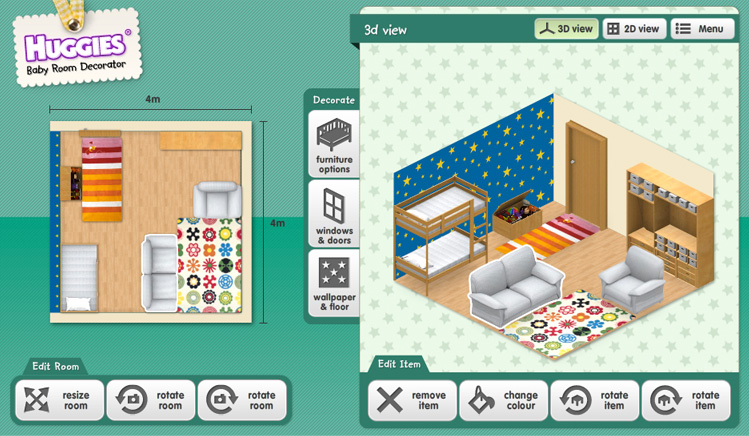 HUGGIES®
Baby Room Decorator
4m
4m
Decorate
furniture
options
windows
& doors
wallpaper
& floor
Edit Room
resize
room
rotate
room
rotate
room
3d view
3D view
2D view
Menu
Edit Item
remove
item
change
colour
rotate
item
rotate
item